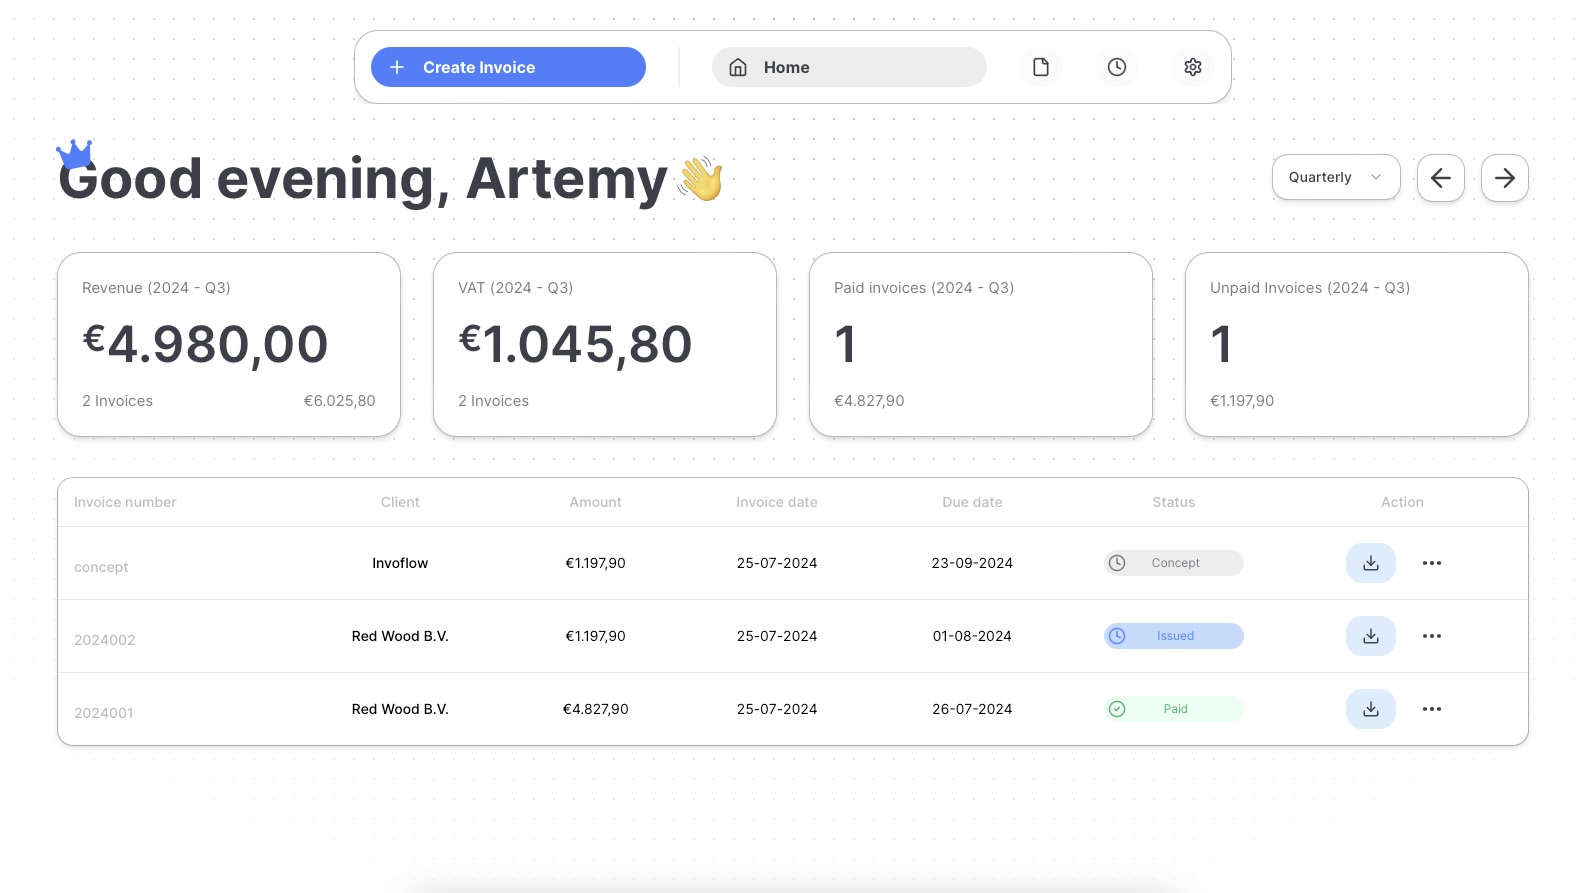 Create Invoice
Home
Good evening, Artemy👋
Quarterly
Revenue (2024 - Q3)
€4.980,00
2 Invoices €6.025,80
VAT (2024 - Q3)
€1.045,80
2 Invoices
Paid invoices (2024 - Q3)
1
€4.827,90
Unpaid Invoices (2024 - Q3)
1
€1.197,90
Invoice number Client Amount Invoice date Due date Status Action
concept Invoflow €1.197,90 25-07-2024 23-09-2024 Concept
2024002 Red Wood B.V. €1.197,90 25-07-2024 01-08-2024 Issued
2024001 Red Wood B.V. €4.827,90 25-07-2024 26-07-2024 Paid